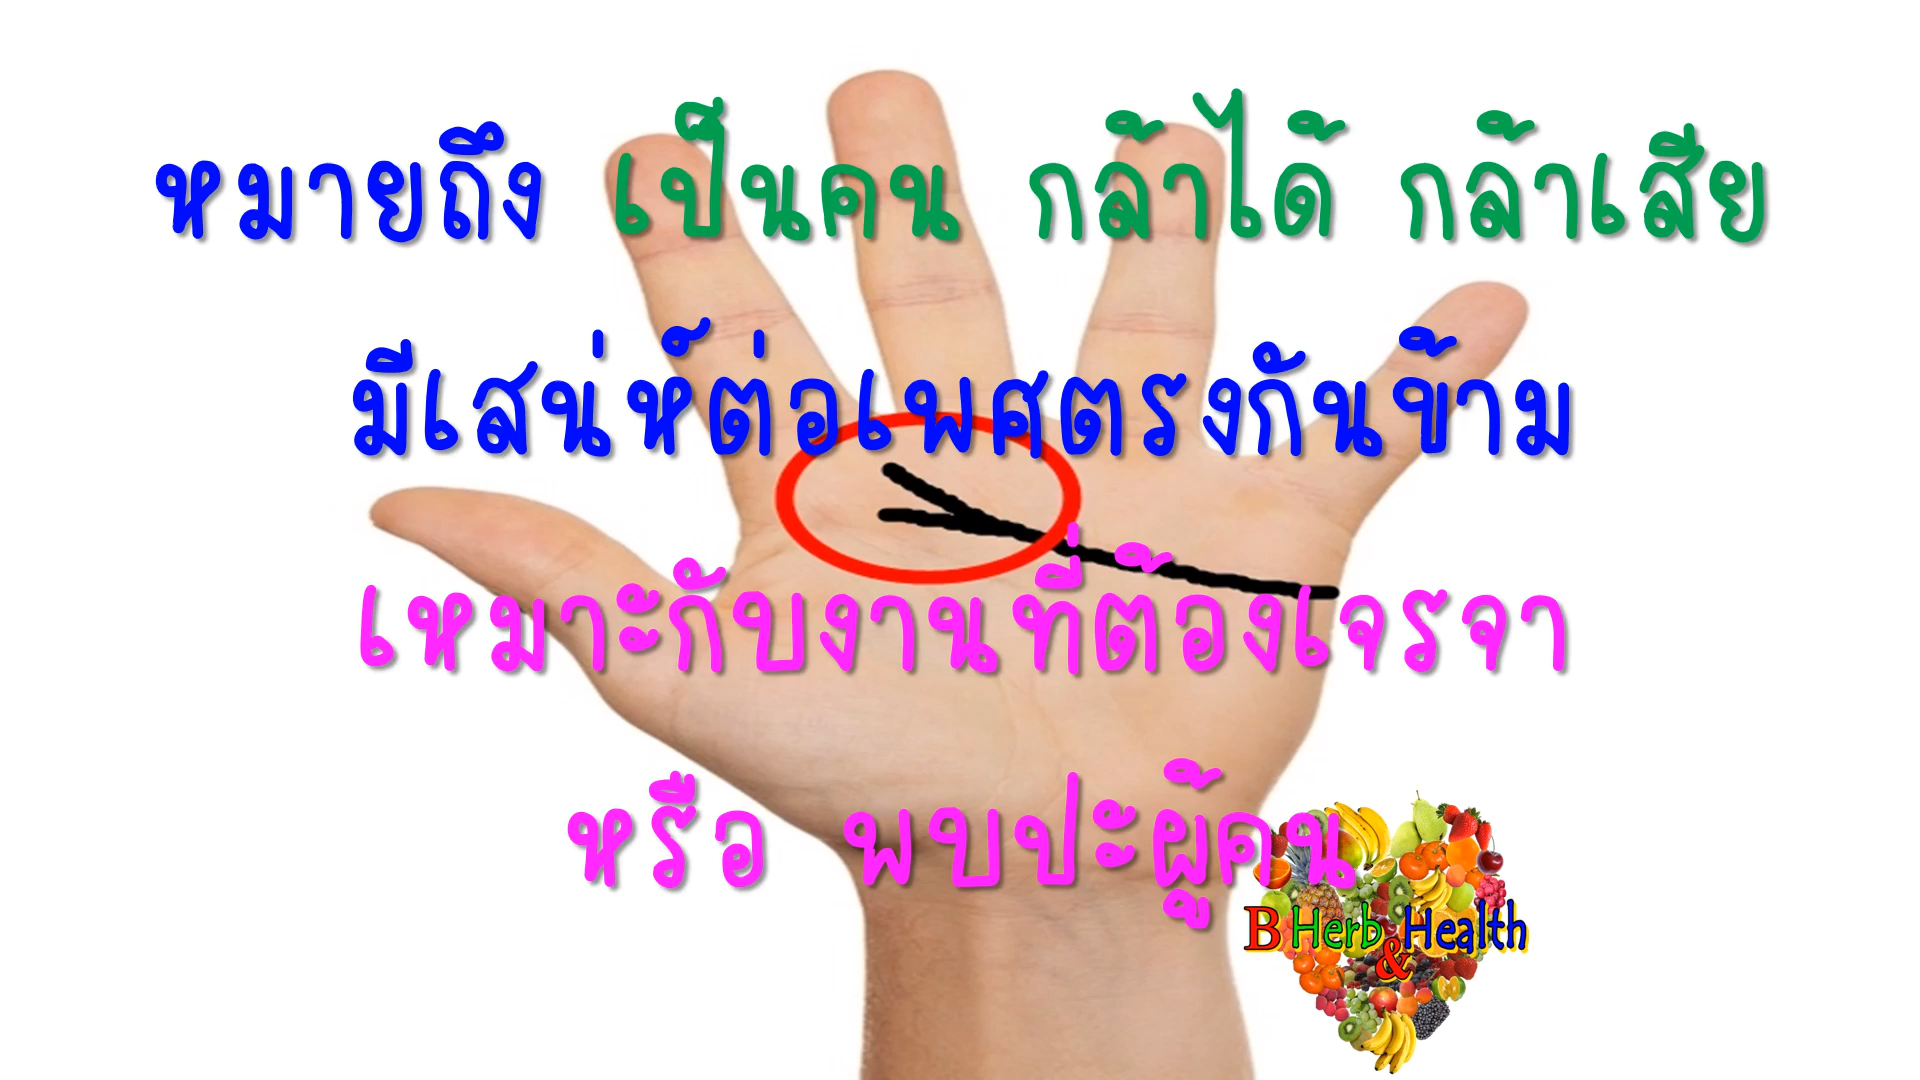 หมายถึง เป็นคน กล้าได้ กล้าเสีย
มีเสน่ห์ต่อเพศตรงกันข้าม
เหมาะกับงานที่ต้องเจรจา
หรือ พบปะผู้คน
B Herb & Health